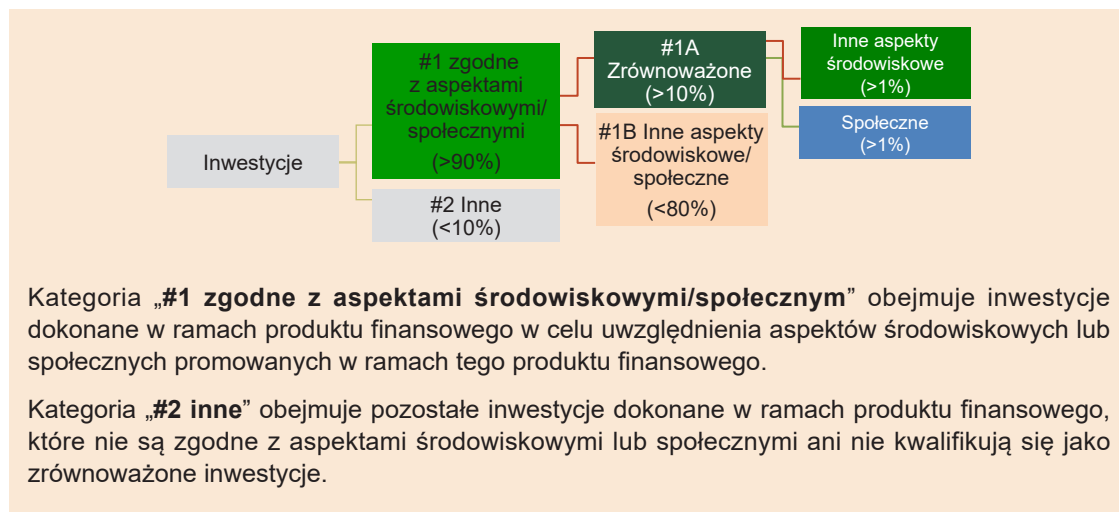 Inwestycje
#1 zgodne
z aspektami
środowiskowymi/
społecznymi
(>90%)
#2 Inne
(<10%)
#1A
Zrównoważone
(>10%)
#1B Inne aspekty
środowiskowe/
społeczne
(<80%)
Inne aspekty
środowiskowe
(>1%)
Społeczne
(>1%)
Kategoria „#1 zgodne z aspektami środowiskowymi/społecznym” obejmuje inwestycje
dokonane w ramach produktu finansowego w celu uwzględnienia aspektów środowiskowych lub
społecznych promowanych w ramach tego produktu finansowego.
Kategoria „#2 inne” obejmuje pozostałe inwestycje dokonane w ramach produktu finansowego,
które nie są zgodne z aspektami środowiskowymi lub społecznymi ani nie kwalifikują się jako
zrównoważone inwestycje.